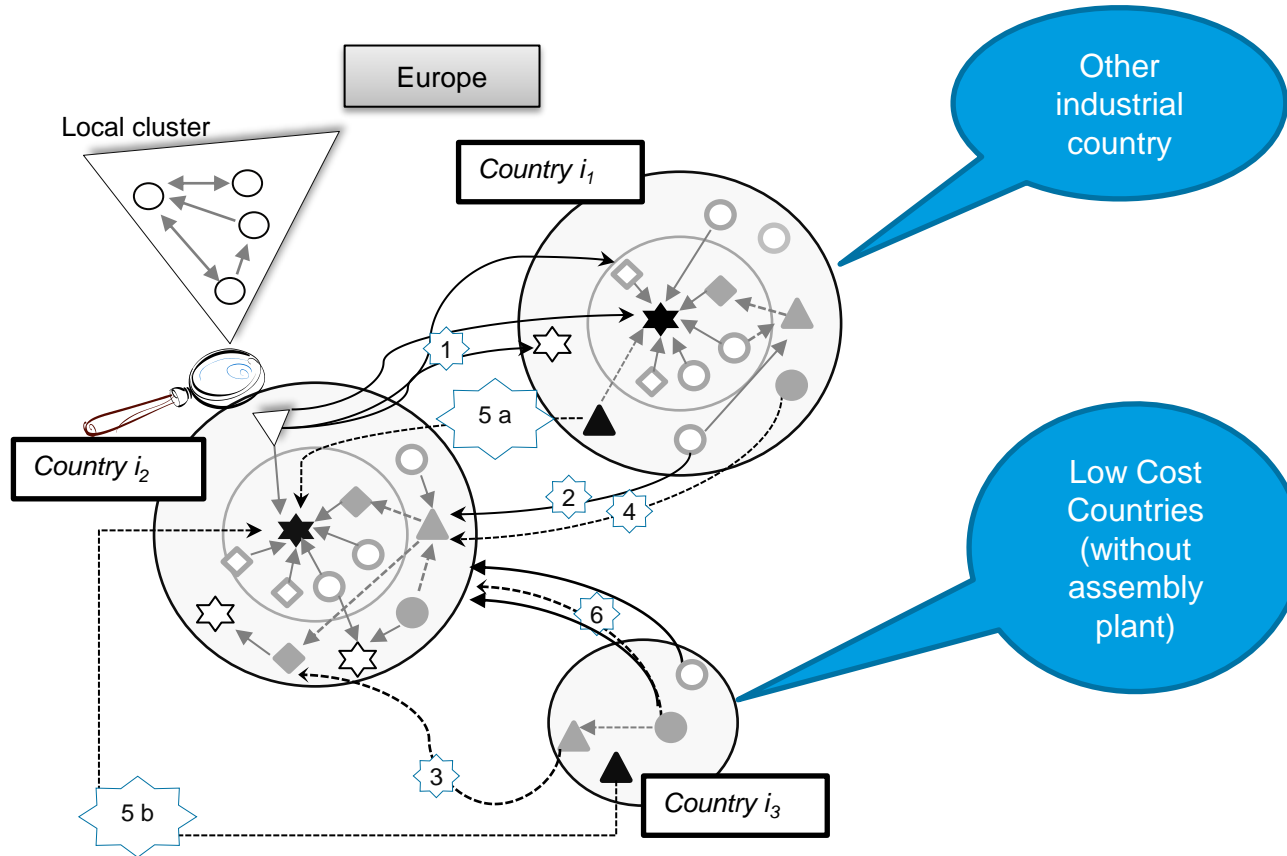 Europe
Other
industrial
country
Local cluster
Country i1
1
5 a
Country i2
2
4
Low Cost
Countries
(without
assembly
plant)
6
3
Country i3
5 b